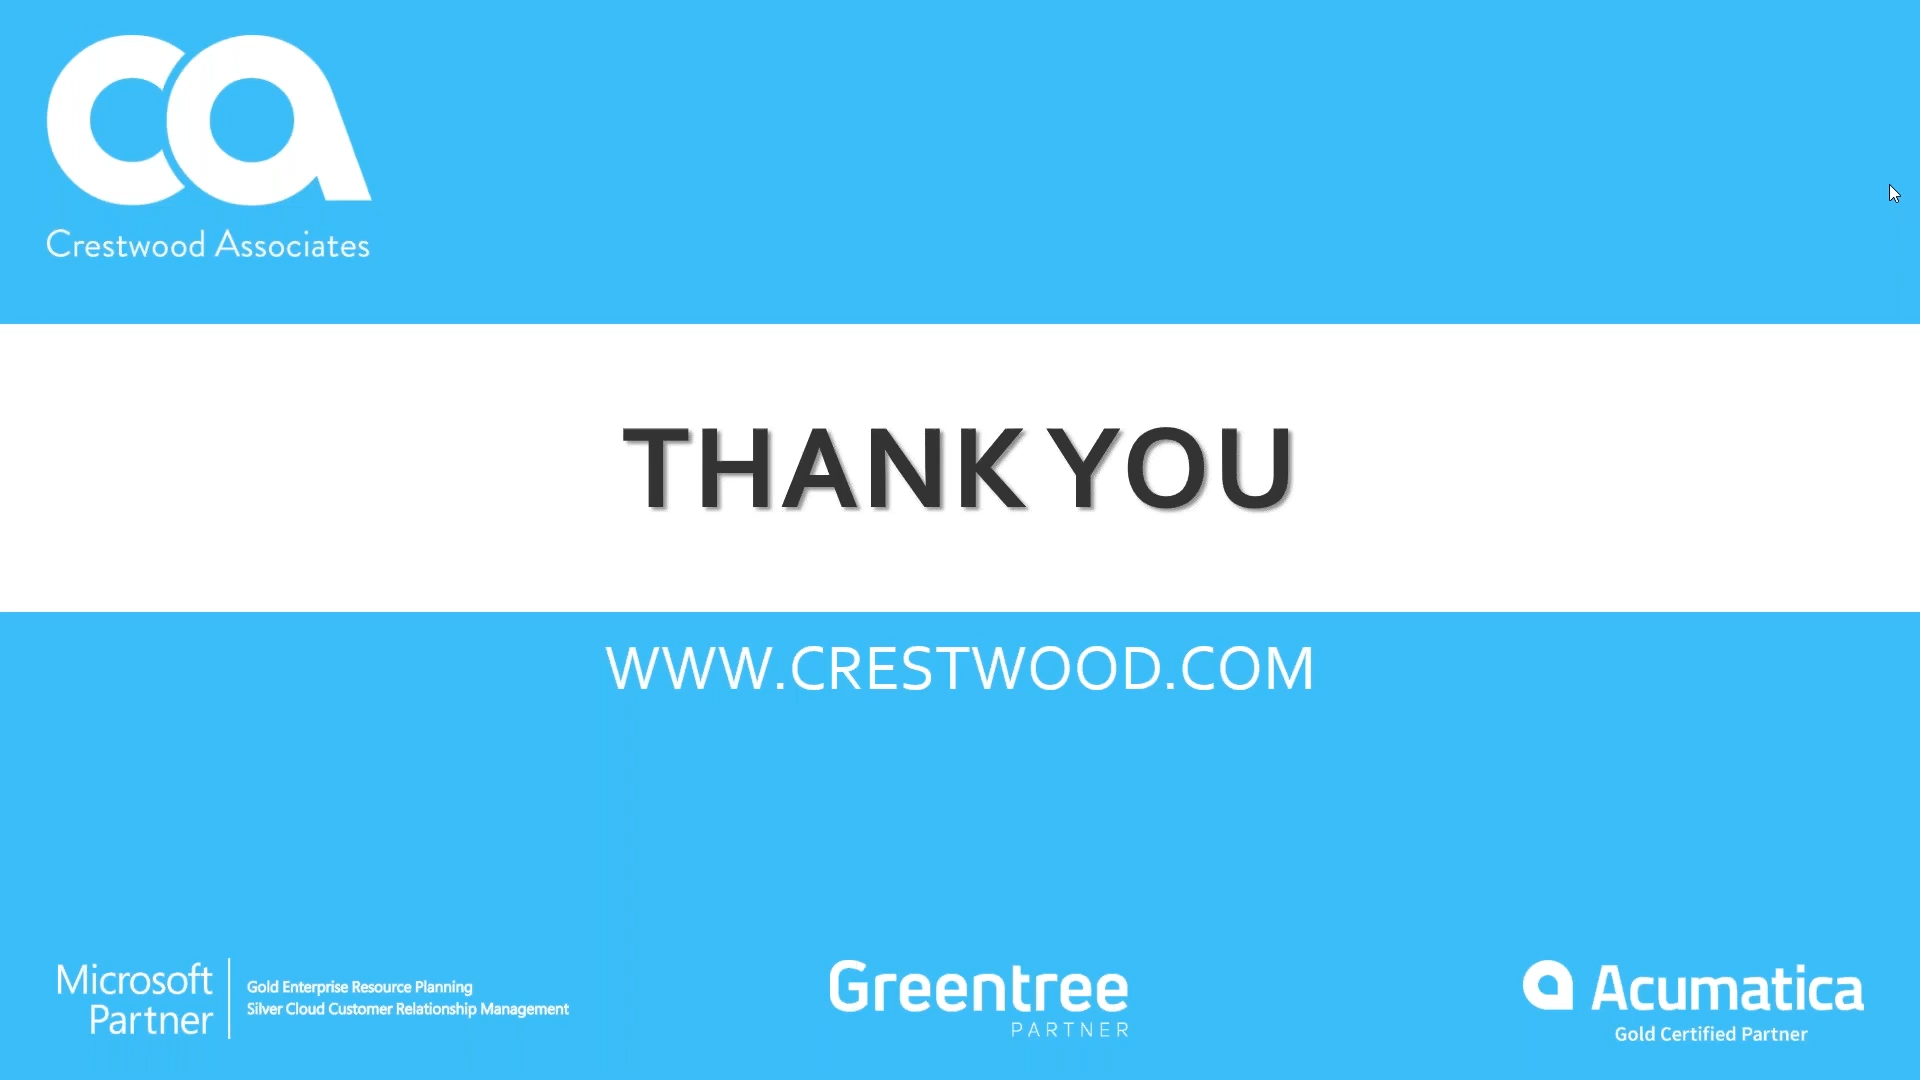 ca
Crestwood Associates
THANK YOU
WWW.CRESTWOOD.COM
Microsoft
Partner
Gold Enterprise Resource Planning
Silver Cloud Customer Relationship Management
Greentree
PARTNER
Acumatica
Gold Certified Partner